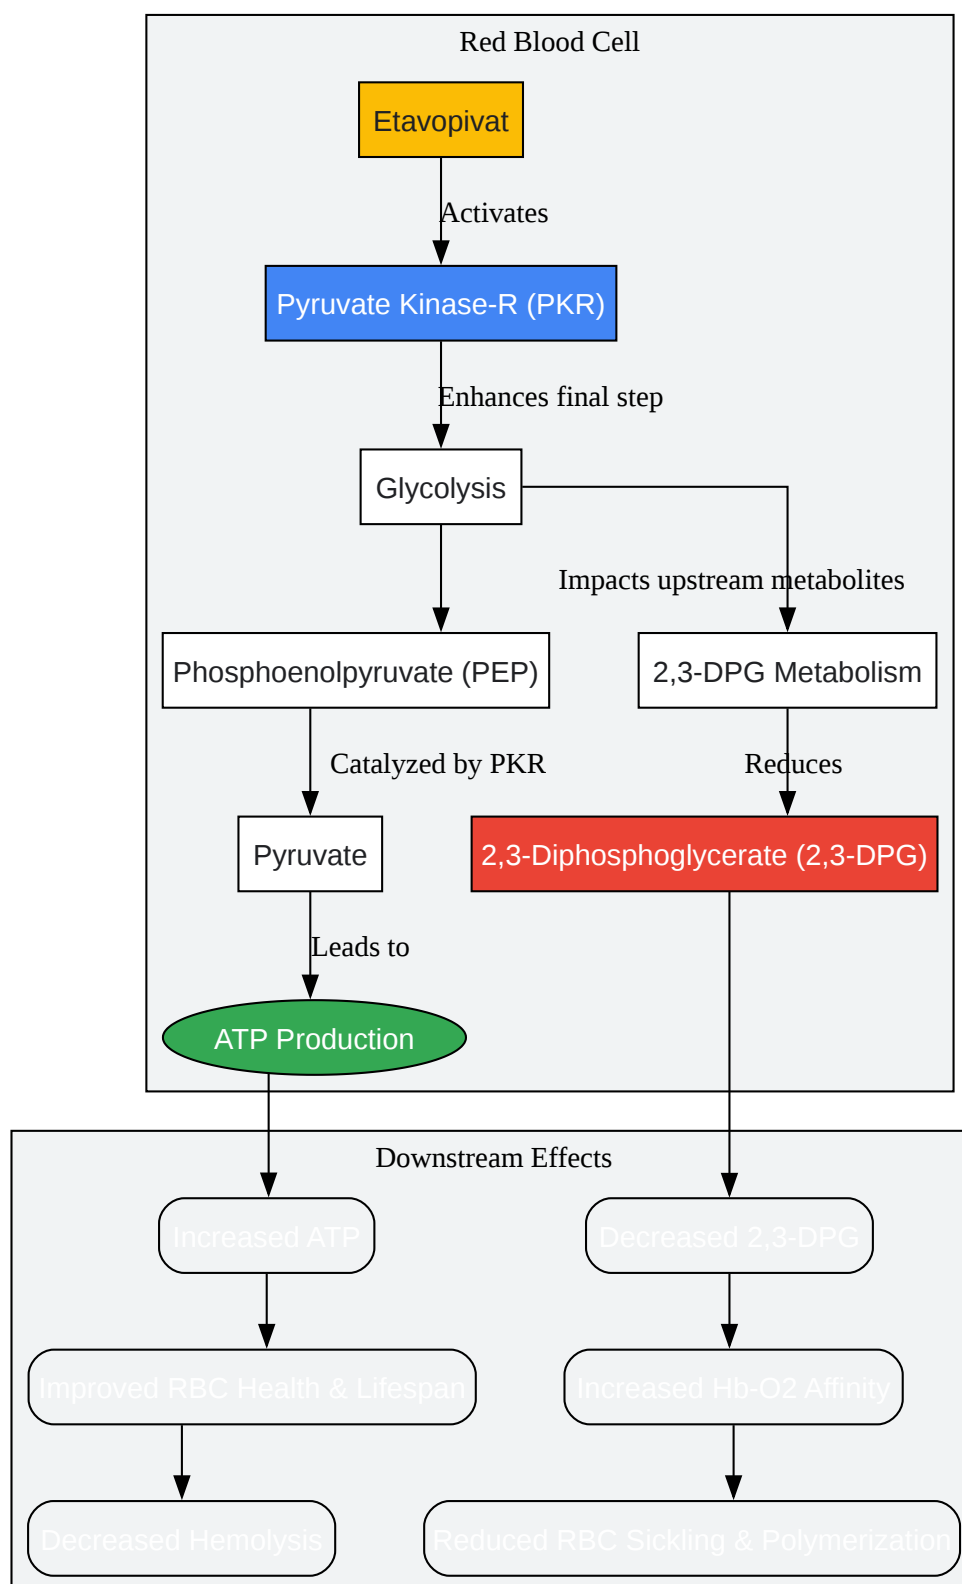 Red Blood Cell
Etavopivat
Activates
Pyruvate Kinase-R (PKR)
Enhances final step
Glycolysis
Impacts upstream metabolites
Phosphoenolpyruvate (PEP)
2,3-DPG Metabolism
Catalyzed by PKR
Reduces
Pyruvate
2,3-Diphosphoglycerate (2,3-DPG)
Leads to
ATP Production
Downstream Effects
Increased ATP
Decreased 2,3-DPG
Improved RBC Health & Lifespan
Increased Hb-O2 Affinity
Decreased Hemolysis
Reduced RBC Sickling & Polymerization